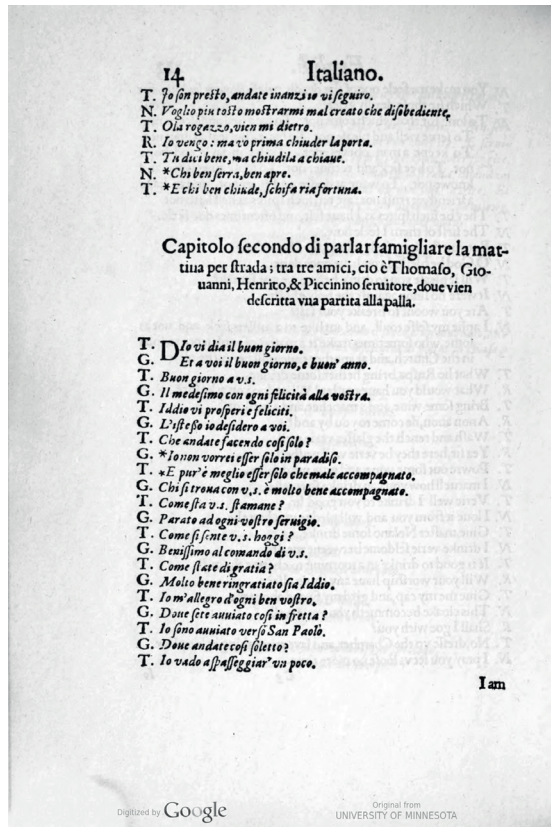 14 Italiano.
T. Jo ſon preſto, andate inanzi io vi ſeguiro.
N. Voglio piu toſto moſtrarmi mal creato che diſobediente,
T. Ola rogazzo, vien mi dietro.
R. Io vengo : ma vò prima chiuder la porta.
T. Tu dici bene, ma chiudila a chiaue.
N. *Chi ben ſerra, ben apre.
T. *E chi ben chiude, ſchifa ria fortuna.
Capitolo ſecondo di parlar famigliare la mat-
tiua per ſtrada ; tra tre amici, cio è Thomaſo, Gio-
uanni, Henrico, & Piccinino ſeruitore, doue vien
deſcritta vna partita alla palla.
T. DIo vi dia il buon giorno.
G. Et a voi il buon giorno, e buon' anno.
T. Buon giorno a v.s.
G. Il medeſimo con ogni felicità alla voſtra.
T. Iddio vi proſperi e feliciti.
G. L'iſteſſo io deſidero a voi.
T. Che andate facendo coſi ſolo ?
G. *Io non vorrei eſſer ſolo in paradiſo.
T. *E pur' è meglio eſſer ſolo che male accompagnato.
G. Chi ſi troua con v,s. è molto bene accompagnato.
T. Come ſta v.s. ſtamane ?
G. Parato ad ogni voſtro ſeruigio.
T. Come ſi ſente v.s. hoggi ?
G. Beniſſimo al comando di v.s.
T. Come ſtate di gratia ?
G. Molto bene ringratiato ſia Iddio.
T. Io m'allegro d'ogni ben voſtro.
G. Doue ſete auuiato coſi in fretta ?
T. Io ſono auuiato verſo San Paolo.
G. Doue andate coſi ſoletto ?
T. Io vado a ſpaſſeggiar' vn poco.
I am
Digitized by Google
Original from
UNIVERSITY OF MINNESOTA